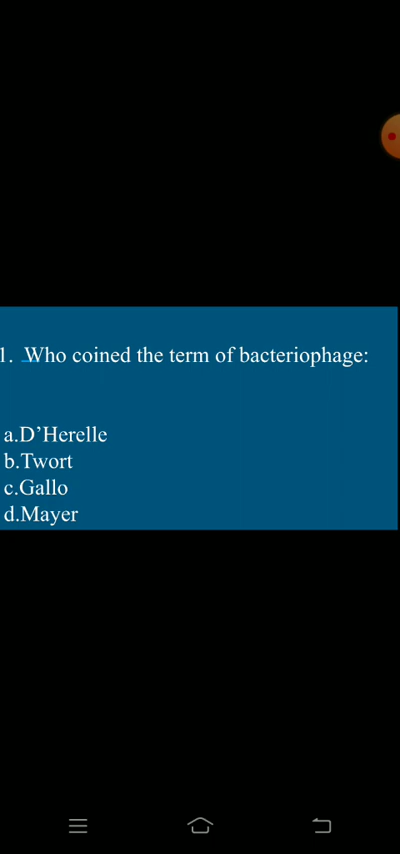 1. Who coined the term of bacteriophage:
a.D’Herelle
b.Twort
c.Gallo
d.Mayer